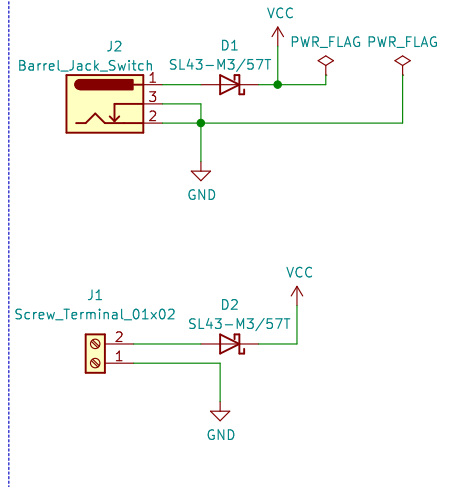 VCC
J2
D1
PWR_FLAG PWR_FLAG
Barrel_Jack_Switch
SL43-M3/57T
1
3
2
GND
VCC
J1
D2
Screw_Terminal_01x02
SL43-M3/57T
2
1
GND